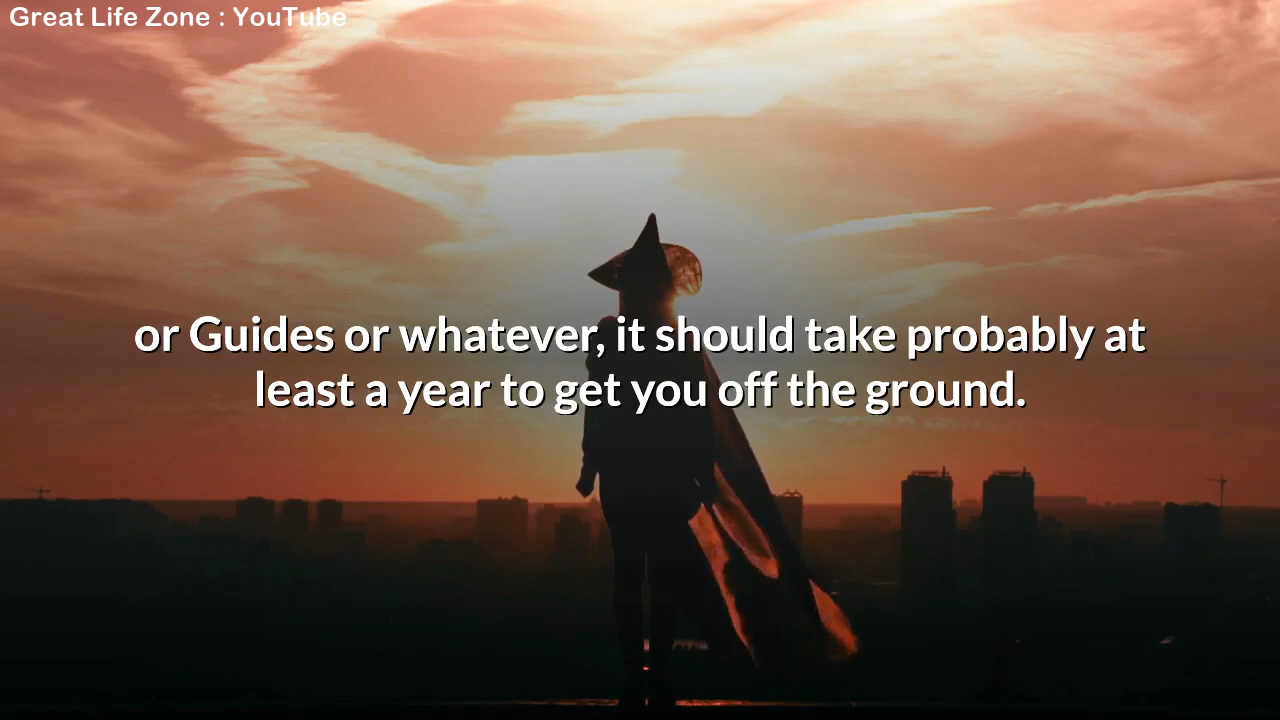 Great Life Zone : YouTube
or Guides or whatever, it should take probably at
least a year to get you off the ground.